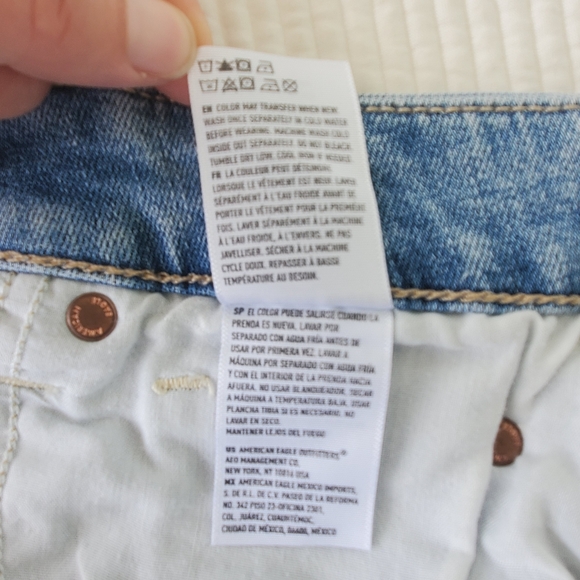 EN COLOR MAY TRANSFER WHEN NEW
WASH ONCE SEPARATELY IN COLD WATER
BEFORE WEARING. MACHINE WASH COLD
INSIDE OUT SEPARATELY. DO NOT BLEACH.
TUMBLE DRY LOW. COOL IRON IF NEEDED.
FR LA COULEUR PEUT DÉTEINDRE
LORSQUE LE VÊTEMENT EST NEUF. LAVER
SÉPARÉMENT À L'EAU FROIDE AVANT DE
PORTER LE VÊTEMENT POUR LA PREMIÈRE
FOIS. LAVER SÉPARÉMENT À LA MACHINE
À L'EAU FROIDE, À L'ENVERS. NE PAS
JAVELLISER. SÉCHER À LA MACHINE
CYCLE DOUX. REPASSER À BASSE
TEMPÉRATURE AU BESOIN.
SP EL COLOR PUEDE SALIRSE CUANDO LA
PRENDA ES NUEVA. LAVAR POR
SEPARADO CON AGUA FRÍA ANTES DE
USAR POR PRIMERA VEZ. LAVAR A
MÁQUINA POR SEPARADO CON AGUA FRÍA
Y CON EL INTERIOR DE LA PRENDA HACIA
AFUERA. NO USAR BLANQUEADOR. SECAR
A MÁQUINA A TEMPERATURA BAJA. USAR
PLANCHA TIBIA SI ES NECESARIO. NO
LAVAR EN SECO.
MANTENER LEJOS DEL FUEGO.
US AMERICAN EAGLE OUTFITTERS®
AEO MANAGEMENT CO.
NEW YORK, NY 10016 USA
MX AMERICAN EAGLE MEXICO IMPORTS,
S. DE R.L. DE C.V. PASEO DE LA REFORMA
NO. 342 PISO 23-OFICINA 2301,
COL. JUÁREZ, CUAUHTÉMOC,
CIUDAD DE MÉXICO, 06600, MÉXICO
AMERICAN EAGLE